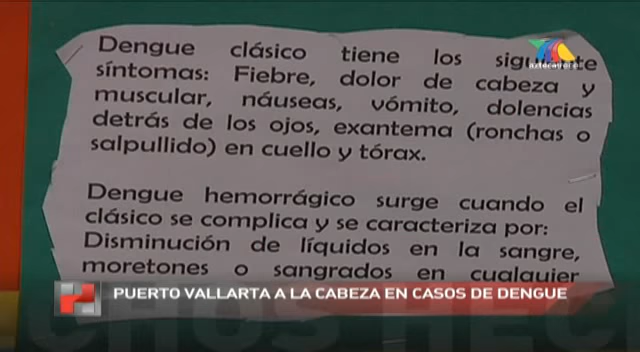 Dengue clásico tiene los
síntomas: Fiebre, dolor de cabeza y
muscular, náuseas, vómito, dolencias
detrás de los ojos, exantema (ronchas o
salpullido) en cuello y tórax.
Dengue hemorrágico surge cuando el
clásico se complica y se caracteriza por:
Disminución de líquidos en la sangre,
moretones o sangrados en cualquier
PUERTO VALLARTA A LA CABEZA EN CASOS DE DENGUE